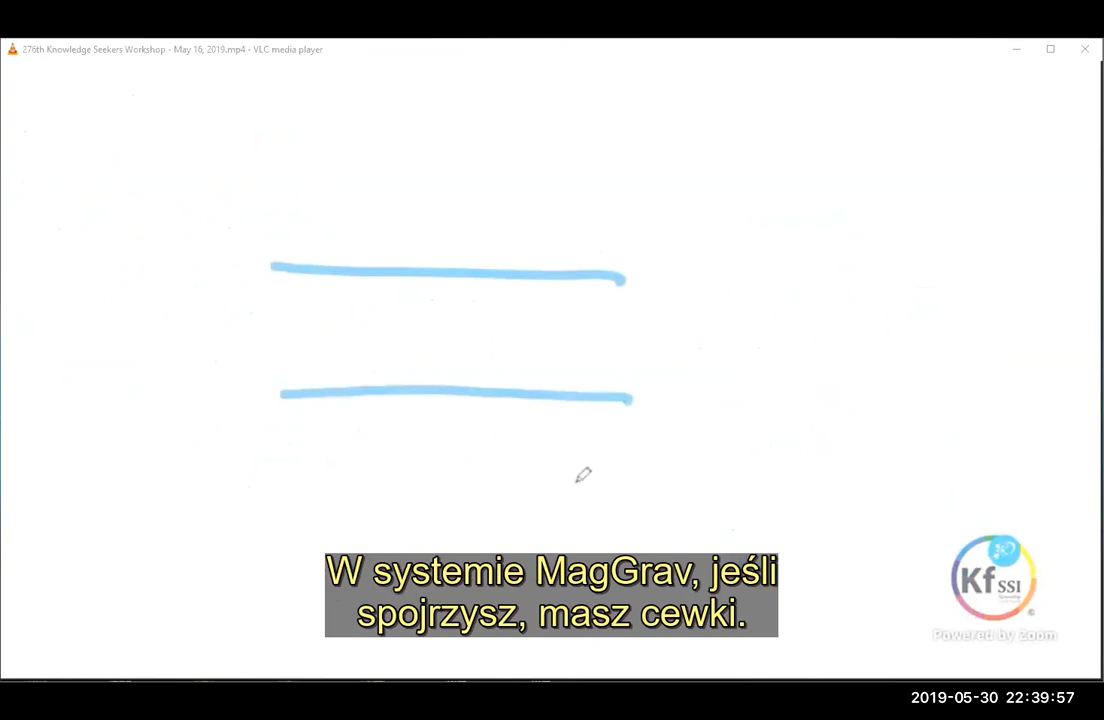 276th Knowledge Seekers Workshop - May 16, 2019.mp4 - VLC media player
W systemie MagGrav, jeśli
spojrzysz, masz cewki.
Kf SSI
Powered by Zoom
2019-05-30 22:39:57